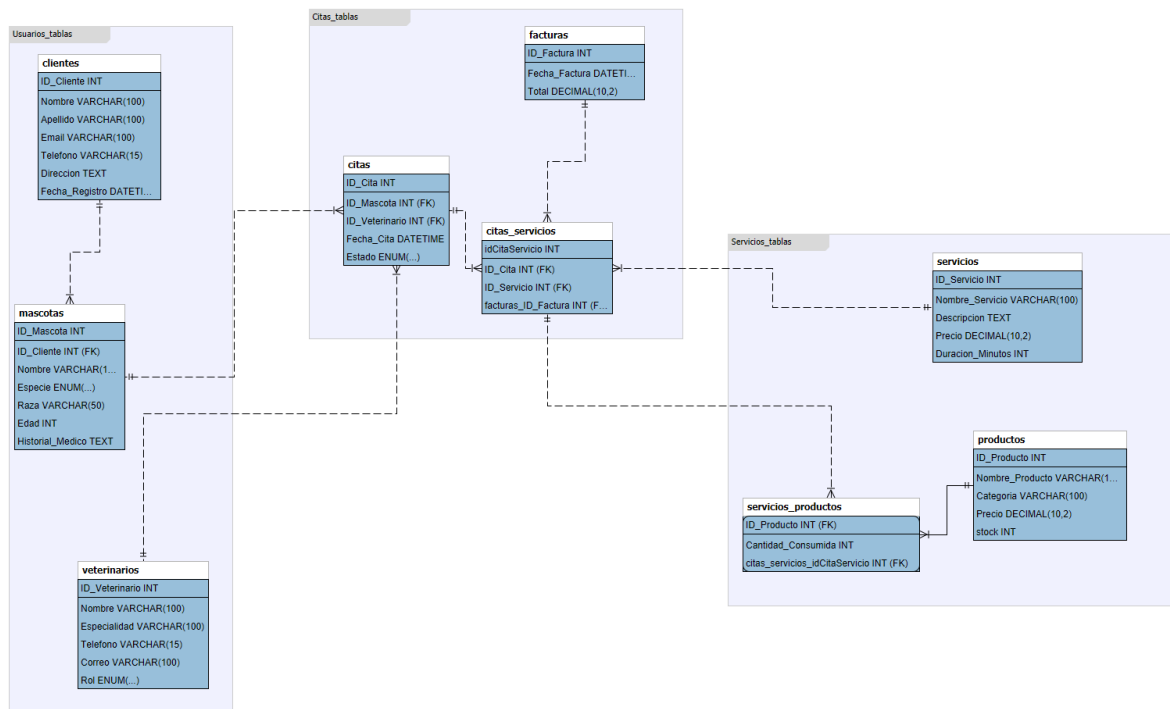 Usuarios_tablas
clientes
ID_Cliente INT
Nombre VARCHAR(100)
Apellido VARCHAR(100)
Email VARCHAR(100)
Telefono VARCHAR(15)
Direccion TEXT
Fecha_Registro DATETI...
mascotas
ID_Mascota INT
ID_Cliente INT (FK)
Nombre VARCHAR(1...
Especie ENUM(...)
Raza VARCHAR(50)
Edad INT
Historial_Medico TEXT
veterinarios
ID_Veterinario INT
Nombre VARCHAR(100)
Especialidad VARCHAR(100)
Telefono VARCHAR(15)
Correo VARCHAR(100)
Rol ENUM(...)
Citas_tablas
facturas
ID_Factura INT
Fecha_Factura DATETI...
Total DECIMAL(10,2)
citas
ID_Cita INT
ID_Mascota INT (FK)
ID_Veterinario INT (FK)
Fecha_Cita DATETIME
Estado ENUM(...)
citas_servicios
idCitaServicio INT
ID_Cita INT (FK)
ID_Servicio INT (FK)
facturas_ID_Factura INT (F...
Servicios_tablas
servicios
ID_Servicio INT
Nombre_Servicio VARCHAR(100)
Descripcion TEXT
Precio DECIMAL(10,2)
Duracion_Minutos INT
productos
ID_Producto INT
Nombre_Producto VARCHAR(1...
Categoria VARCHAR(100)
Precio DECIMAL(10,2)
stock INT
servicios_productos
ID_Producto INT (FK)
Cantidad_Consumida INT
citas_servicios_idCitaServicio INT (FK)